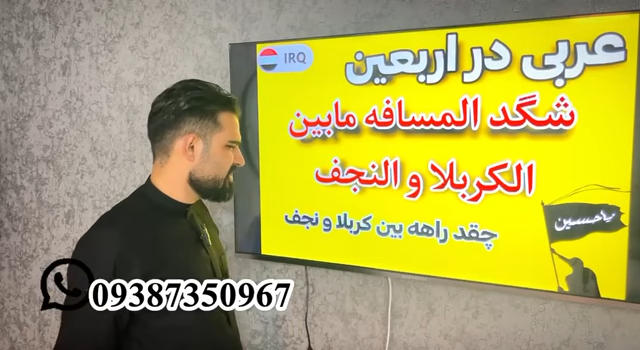 IRQ
عربی در اربعین
شگد المسافه مابین
الکربلا و النجف
چقد راهه بین کربلا و نجف
یاحسین
09387350967